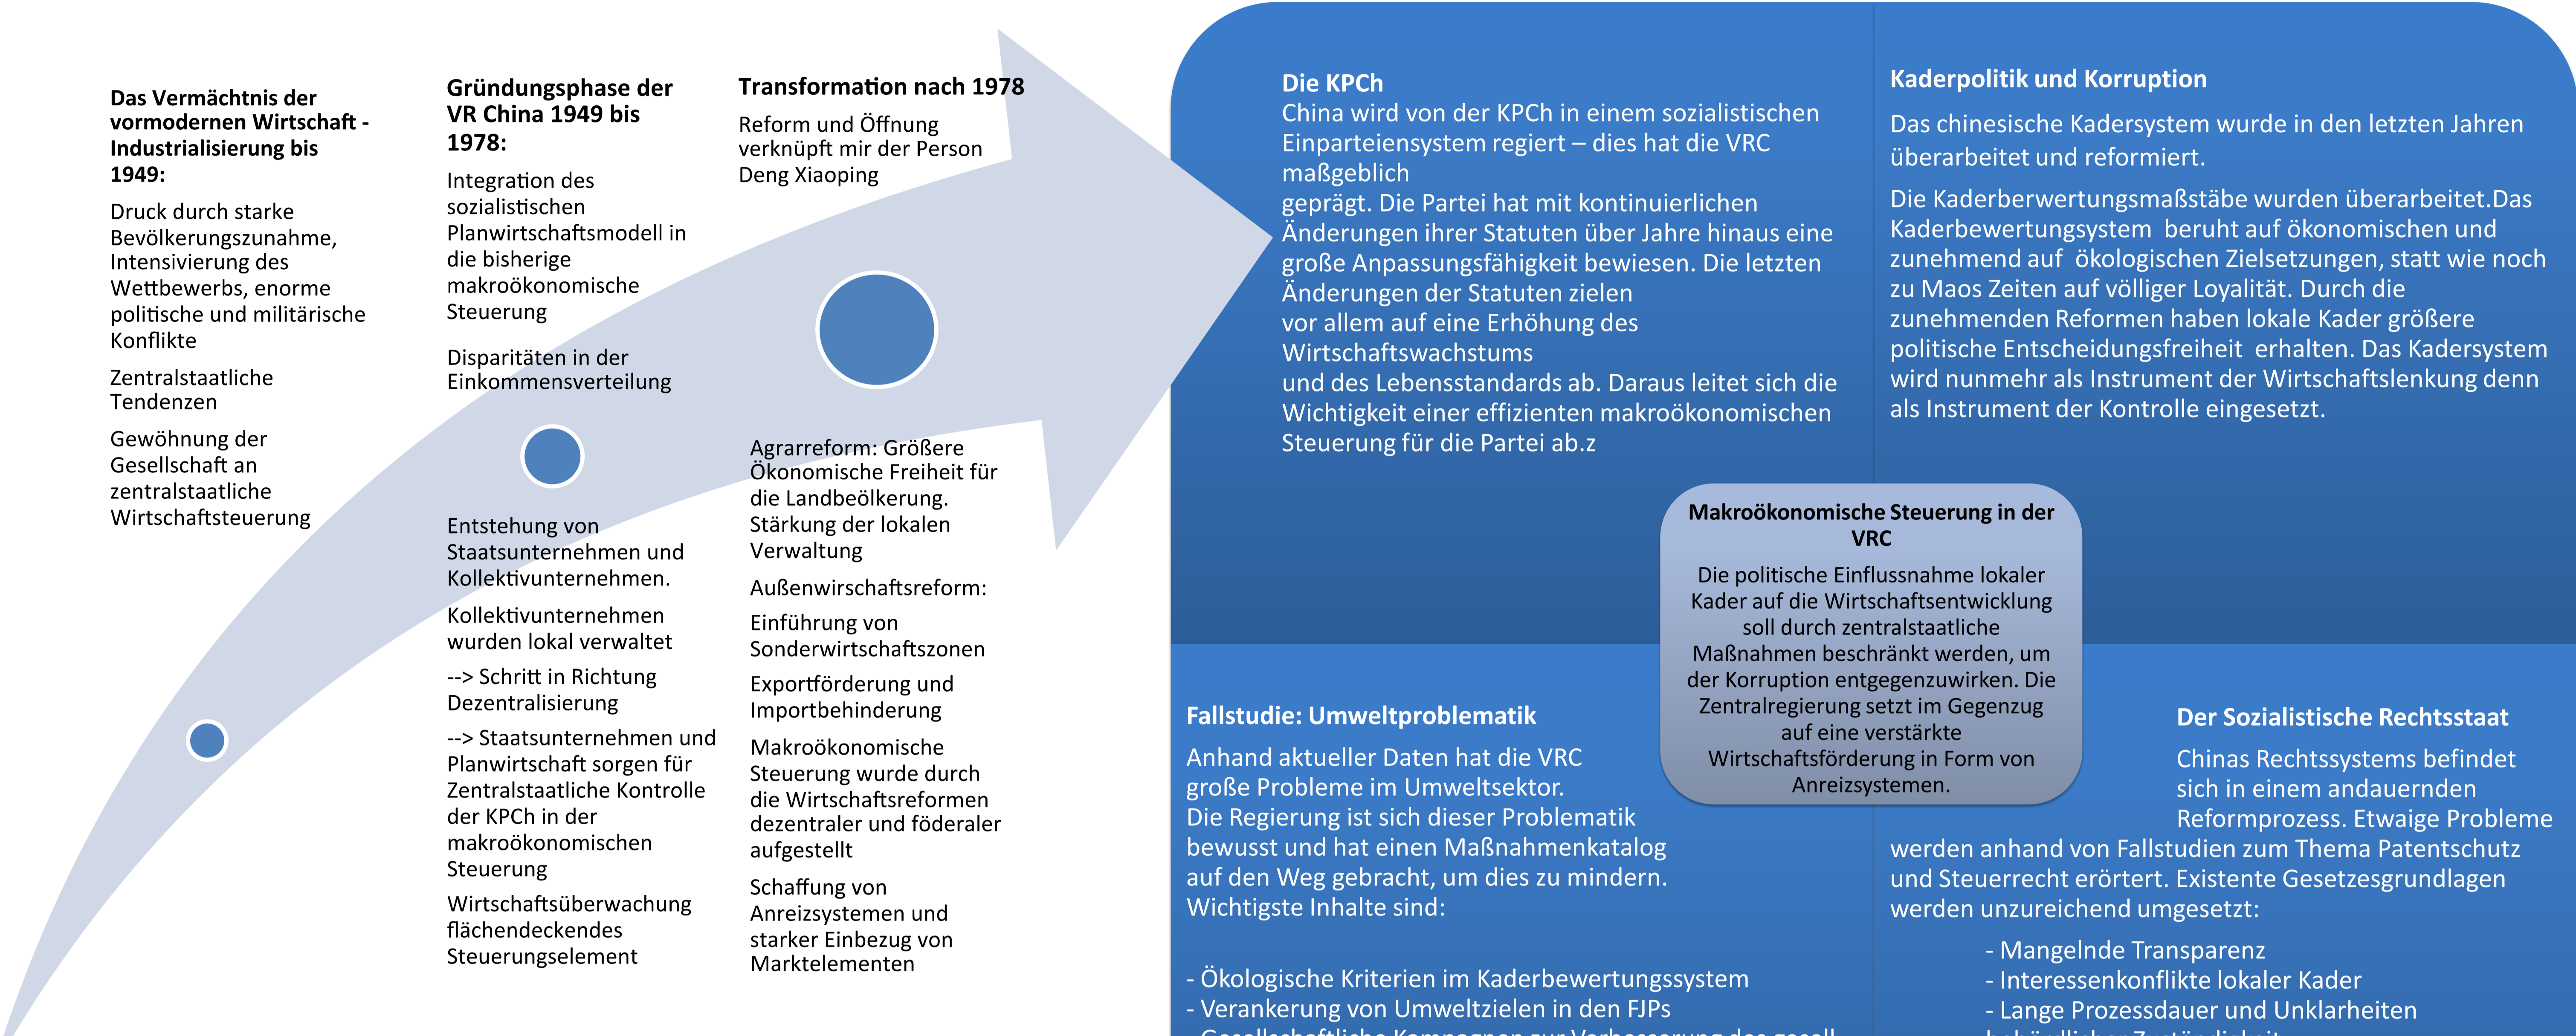 Das Vermächtnis der
vormodernen Wirtschaft -
Industrialisierung bis
1949:
Druck durch starke
Bevölkerungszunahme,
Intensivierung des
Wettbewerbs, enorme
politische und militärische
Konflikte
Zentralstaatliche
Tendenzen
Gewöhnung der
Gesellschaft an
zentralstaatliche
Wirtschaftsteuerung
Gründungsphase der
VR China 1949 bis
1978:
Integration des
sozialistischen
Planwirtschaftsmodell in
die bisherige
makroökonomische
Steuerung
Disparitäten in der
Einkommensverteilung
Entstehung von
Staatsunternehmen und
Kollektivunternehmen.
Kollektivunternehmen
wurden lokal verwaltet
--> Schritt in Richtung
Dezentralisierung
--> Staatsunternehmen und
Planwirtschaft sorgen für
Zentralstaatliche Kontrolle
der KPCh in der
makroökonomischen
Steuerung
Wirtschaftsüberwachung
flächendeckendes
Steuerungselement
Transformation nach 1978
Reform und Öffnung
verknüpft mir der Person
Deng Xiaoping
Agrarreform: Größere
Ökonomische Freiheit für
die Landbeölkerung.
Stärkung der lokalen
Verwaltung
Außenwirschaftsreform:
Einführung von
Sonderwirtschaftszonen
Exportförderung und
Importbehinderung
Makroökonomische
Steuerung wurde durch
die Wirtschaftsreformen
dezentraler und föderaler
aufgestellt
Schaffung von
Anreizsystemen und
starker Einbezug von
Marktelementen
Die KPCh
China wird von der KPCh in einem sozialistischen
Einparteiensystem regiert – dies hat die VRC
maßgeblich
geprägt. Die Partei hat mit kontinuierlichen
Änderungen ihrer Statuten über Jahre hinaus eine
große Anpassungsfähigkeit bewiesen. Die letzten
Änderungen der Statuten zielen
vor allem auf eine Erhöhung des
Wirtschaftswachstums
und des Lebensstandards ab. Daraus leitet sich die
Wichtigkeit einer effizienten makroökonomischen
Steuerung für die Partei ab.z
Kaderpolitik und Korruption
Das chinesische Kadersystem wurde in den letzten Jahren
überarbeitet und reformiert.
Die Kaderberwertungsmaßstäbe wurden überarbeitet.Das
Kaderbewertungsystem beruht auf ökonomischen und
zunehmend auf ökologischen Zielsetzungen, statt wie noch
zu Maos Zeiten auf völliger Loyalität. Durch die
zunehmenden Reformen haben lokale Kader größere
politische Entscheidungsfreiheit erhalten. Das Kadersystem
wird nunmehr als Instrument der Wirtschaftslenkung denn
als Instrument der Kontrolle eingesetzt.
Makroökonomische Steuerung in der
VRC
Die politische Einflussnahme lokaler
Kader auf die Wirtschaftsentwicklung
soll durch zentralstaatliche
Maßnahmen beschränkt werden, um
der Korruption entgegenzuwirken. Die
Zentralregierung setzt im Gegenzug
auf eine verstärkte
Wirtschaftsförderung in Form von
Anreizsystemen.
Fallstudie: Umweltproblematik
Anhand aktueller Daten hat die VRC
große Probleme im Umweltsektor.
Die Regierung ist sich dieser Problematik
bewusst und hat einen Maßnahmenkatalog
auf den Weg gebracht, um dies zu mindern.
Wichtigste Inhalte sind:
- Ökologische Kriterien im Kaderbewertungssystem
- Verankerung von Umweltzielen in den FJPs
- Gesellschaftliche Kampagnen zur Verbesserung des gesell
Der Sozialistische Rechtsstaat
Chinas Rechtssystems befindet
sich in einem andauernden
Reformprozess. Etwaige Probleme
werden anhand von Fallstudien zum Thema Patentschutz
und Steuerrecht erörtert. Existente Gesetzesgrundlagen
werden unzureichend umgesetzt:
- Mangelnde Transparenz
- Interessenkonflikte lokaler Kader
- Lange Prozessdauer und Unklarheiten